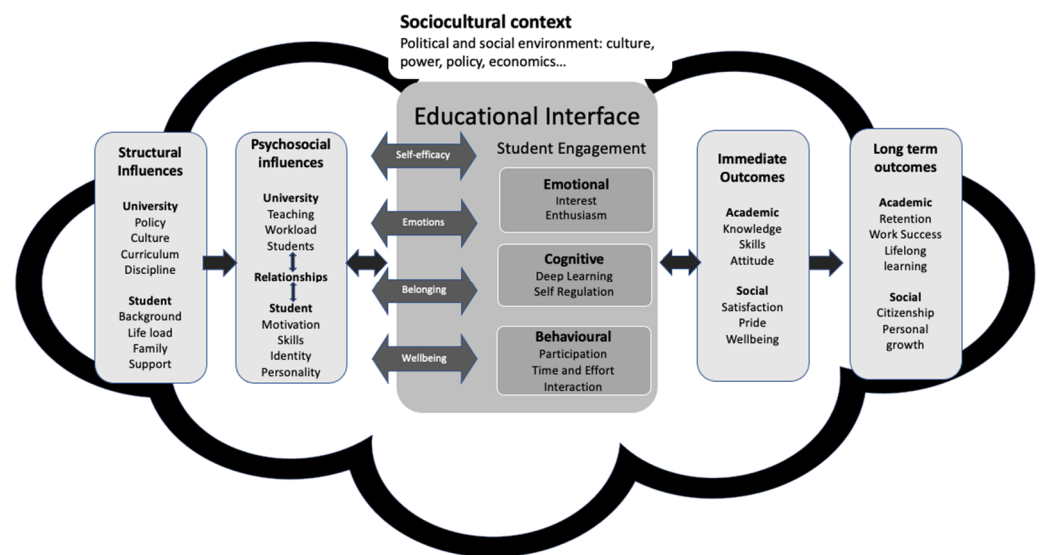 Sociocultural context
Political and social environment: culture,
power, policy, economics...
Structural
Influences
University
Policy
Culture
Curriculum
Discipline
Student
Background
Life load
Family
Support
Psychosocial
influences
University
Teaching
Workload
Students
Relationships
Student
Motivation
Skills
Identity
Personality
Educational Interface
Self-efficacy
Emotions
Belonging
Wellbeing
Student Engagement
Emotional
Interest
Enthusiasm
Cognitive
Deep Learning
Self Regulation
Behavioural
Participation
Time and Effort
Interaction
Immediate
Outcomes
Academic
Knowledge
Skills
Attitude
Social
Satisfaction
Pride
Wellbeing
Long term
outcomes
Academic
Retention
Work Success
Lifelong
learning
Social
Citizenship
Personal
growth